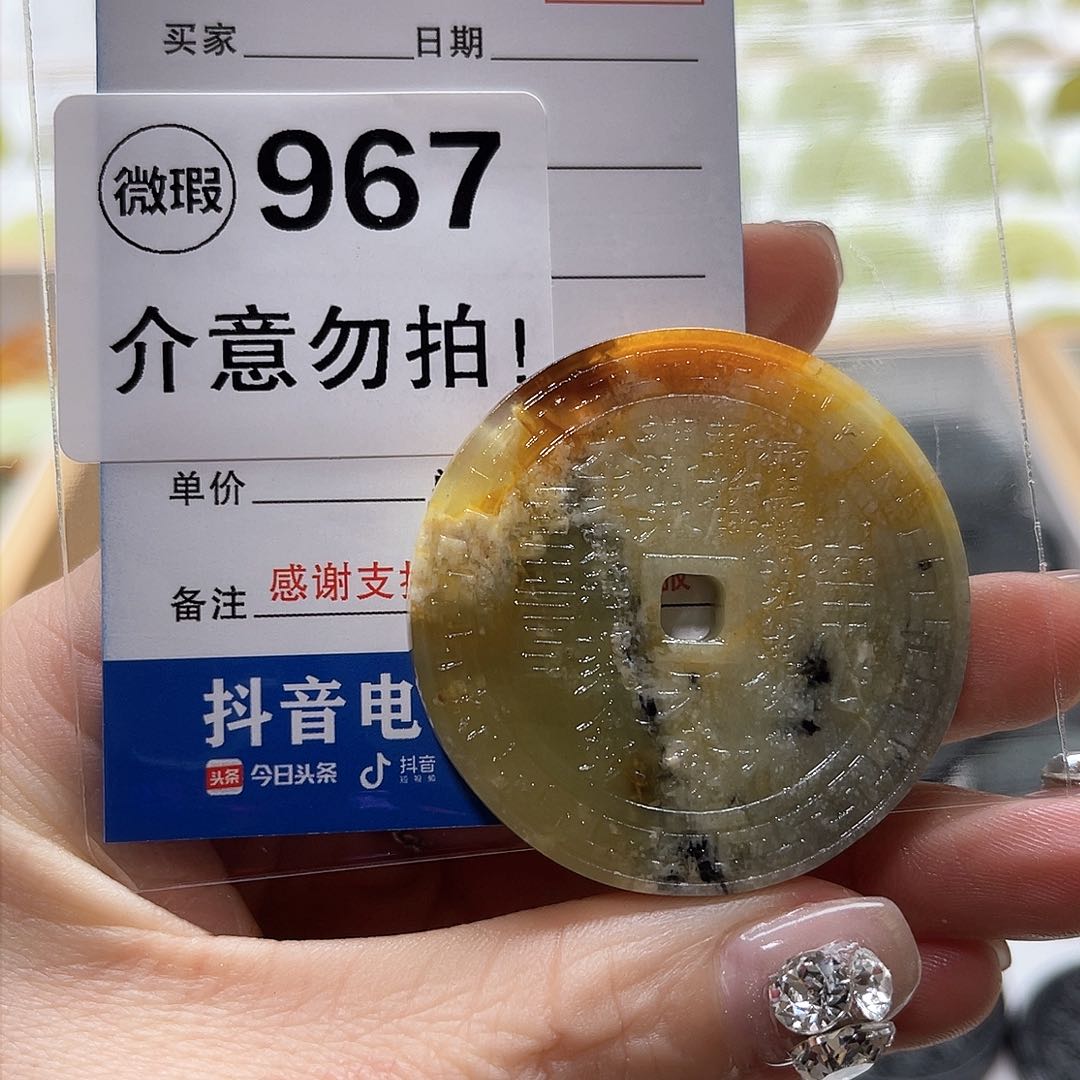 买家 日期
微瑕 967
介意勿拍!
单价
备注 感谢支持
抖音电
头条 今日头条 抖音